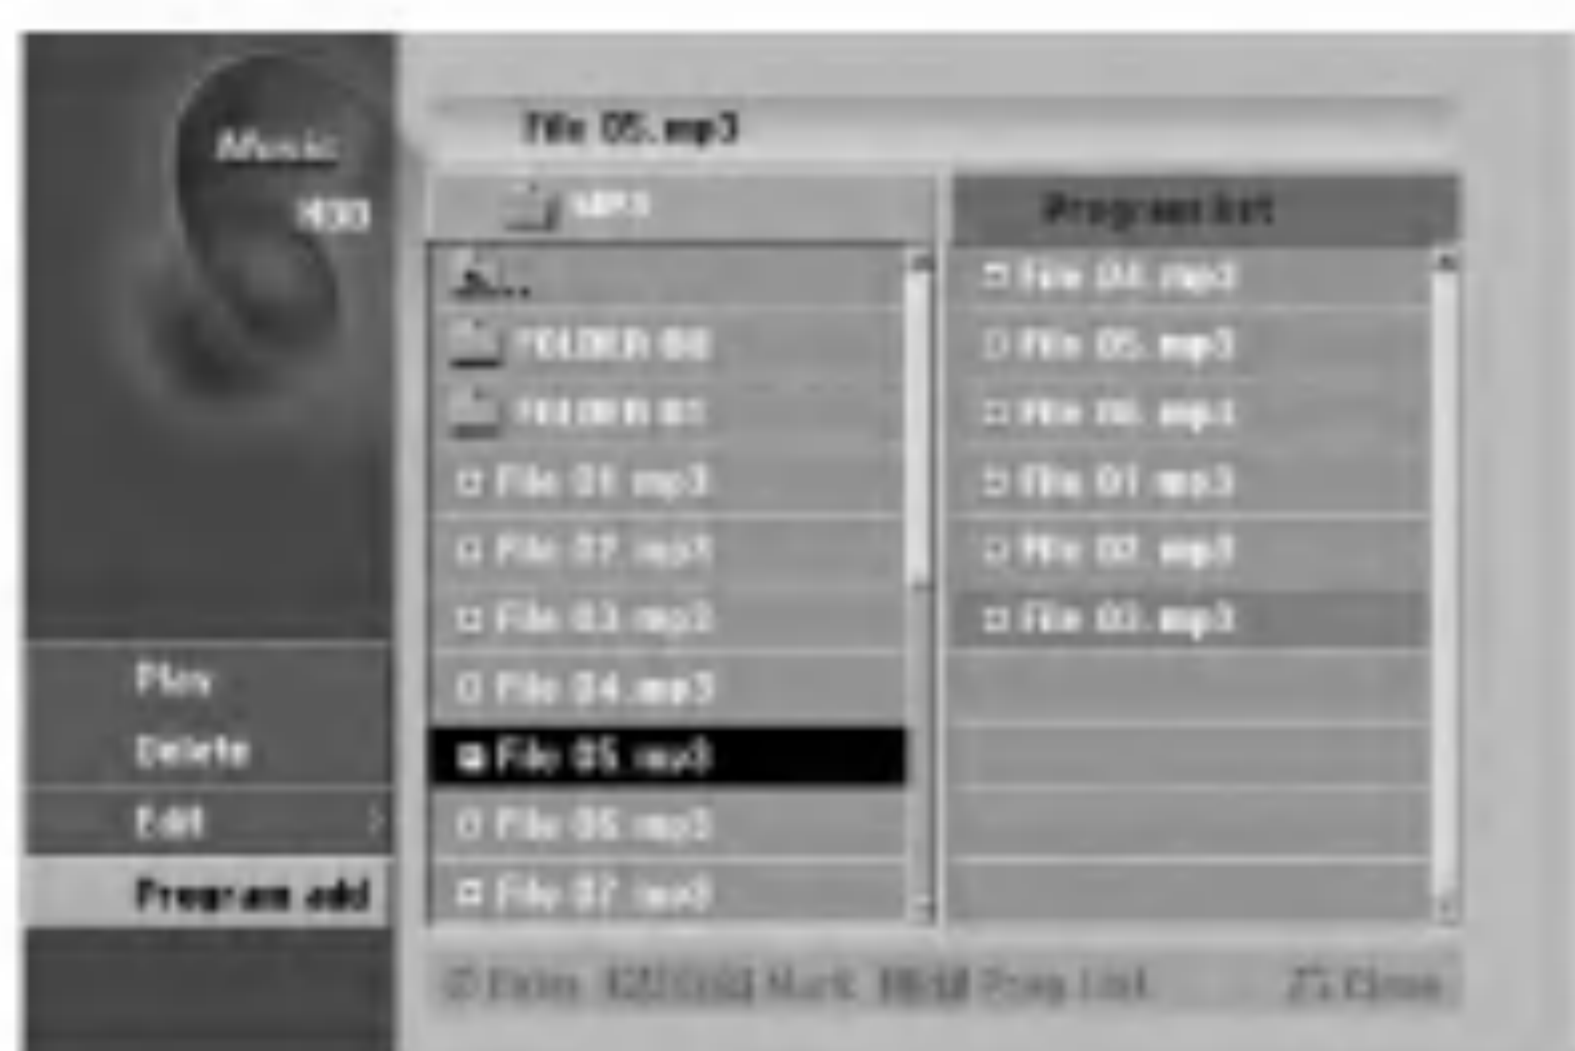 Music
HDD
Play
Delete
Edit
Program add
File 05.mp3
MP3
..
FOLDER 00
FOLDER 01
File 01.mp3
File 02.mp3
File 03.mp3
File 04.mp3
File 05.mp3
File 06.mp3
File 07.mp3
Program list
File 04.mp3
File 05.mp3
File 06.mp3
File 01.mp3
File 02.mp3
File 03.mp3
Mark
Prog.List
Close